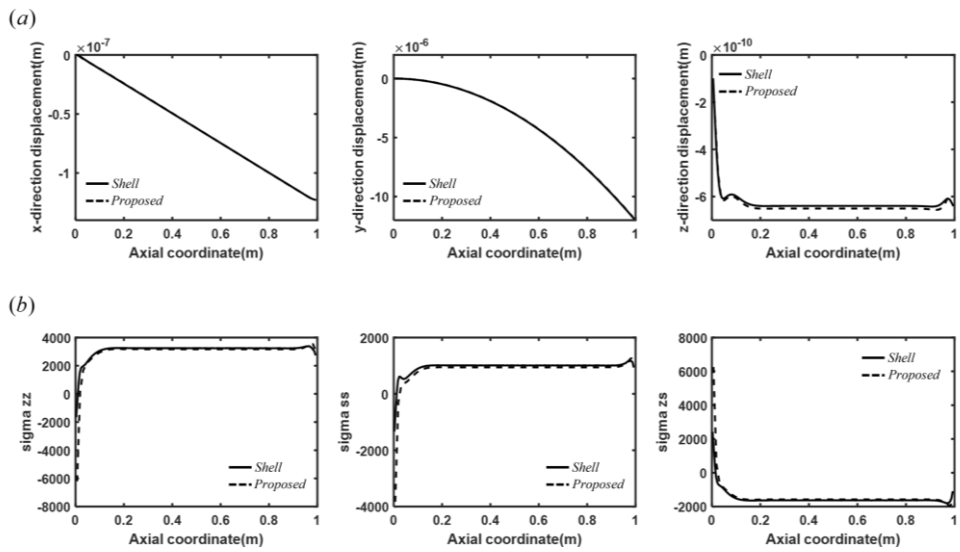 (a)
×10⁻⁷
0
-0.5
-1
x-direction displacement(m)
Shell
Proposed
0 0.2 0.4 0.6 0.8 1
Axial coordinate(m)
×10⁻⁶
0
-5
-10
y-direction displacement(m)
Shell
Proposed
0 0.2 0.4 0.6 0.8 1
Axial coordinate(m)
×10⁻¹⁰
0
-2
-4
-6
z-direction displacement(m)
Shell
Proposed
0 0.2 0.4 0.6 0.8 1
Axial coordinate(m)
(b)
4000
2000
0
-2000
-4000
-6000
-8000
sigma zz
Shell
Proposed
0 0.2 0.4 0.6 0.8 1
Axial coordinate(m)
2000
0
-2000
-4000
sigma ss
Shell
Proposed
0 0.2 0.4 0.6 0.8 1
Axial coordinate(m)
8000
6000
4000
2000
0
-2000
sigma zs
Shell
Proposed
0 0.2 0.4 0.6 0.8 1
Axial coordinate(m)